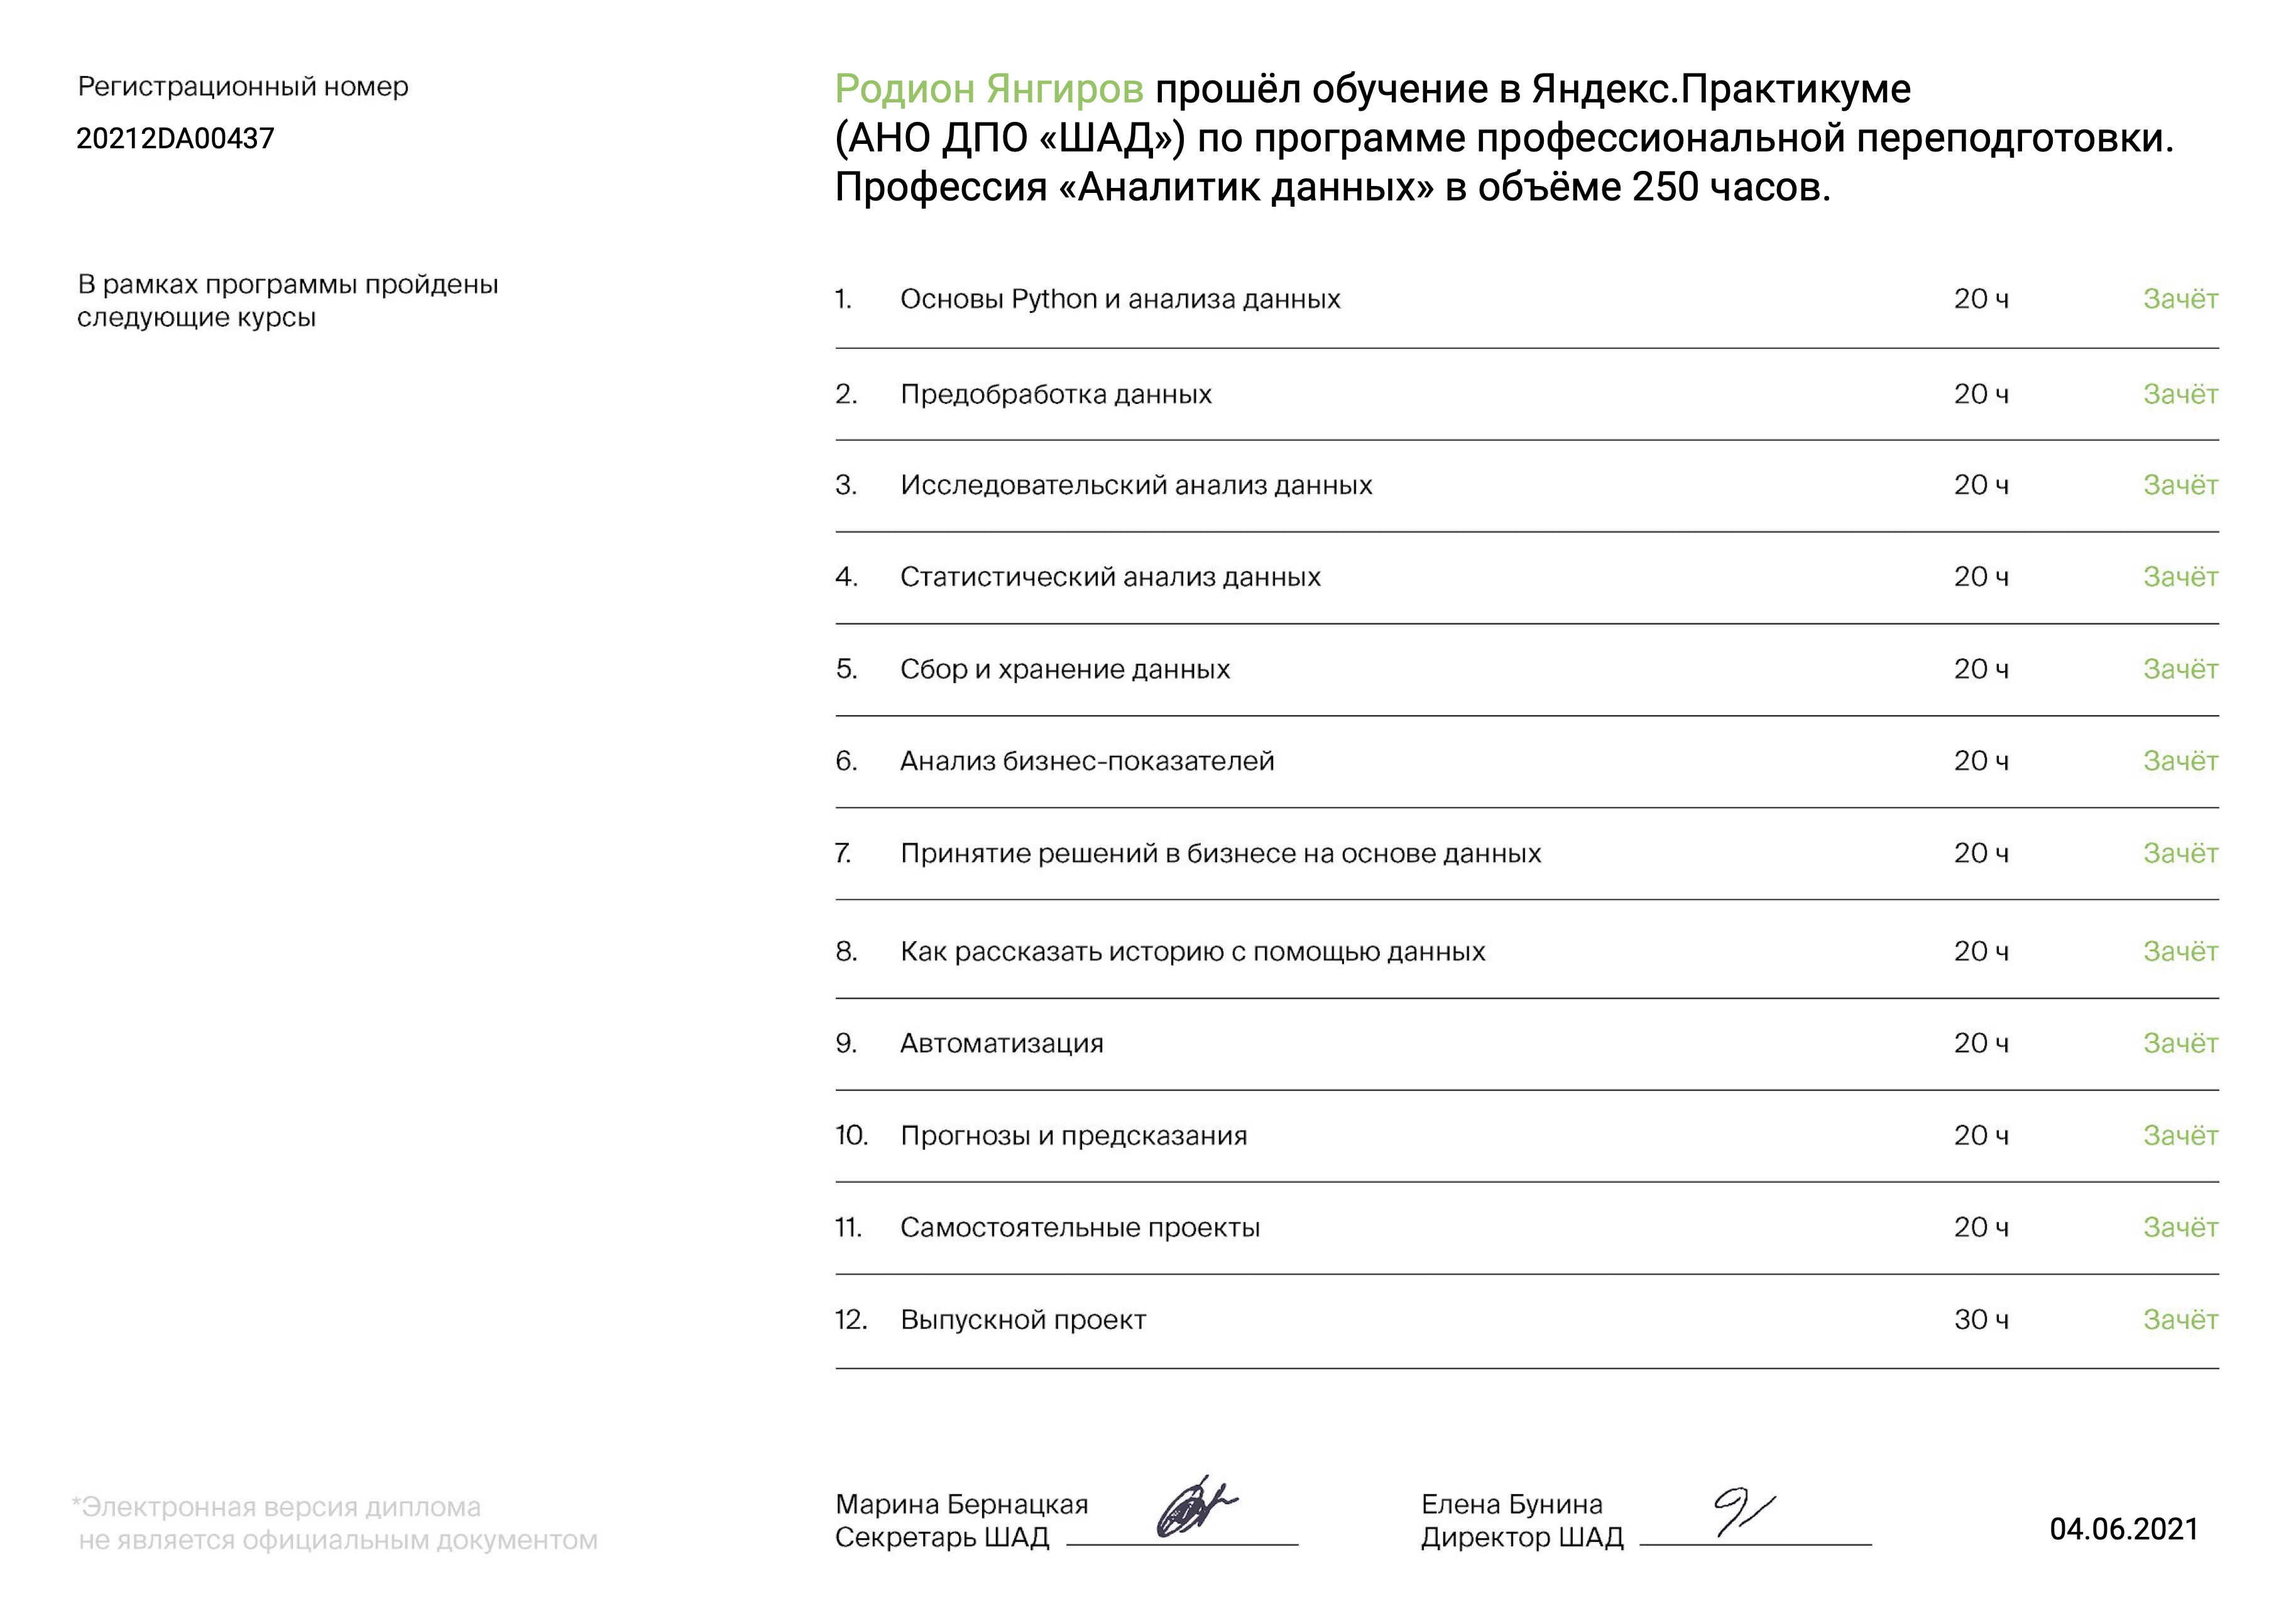 Регистрационный номер
20212DA00437
Родион Янгиров прошёл обучение в Яндекс.Практикуме
(АНО ДПО «ШАД») по программе профессиональной переподготовки.
Профессия «Аналитик данных» в объёме 250 часов.
В рамках программы пройдены
следующие курсы
1. Основы Python и анализа данных 20 ч Зачёт
2. Предобработка данных 20 ч Зачёт
3. Исследовательский анализ данных 20 ч Зачёт
4. Статистический анализ данных 20 ч Зачёт
5. Сбор и хранение данных 20 ч Зачёт
6. Анализ бизнес-показателей 20 ч Зачёт
7. Принятие решений в бизнесе на основе данных 20 ч Зачёт
8. Как рассказать историю с помощью данных 20 ч Зачёт
9. Автоматизация 20 ч Зачёт
10. Прогнозы и предсказания 20 ч Зачёт
11. Самостоятельные проекты 20 ч Зачёт
12. Выпускной проект 30 ч Зачёт
*Электронная версия диплома
не является официальным документом
Марина Бернацкая
Секретарь ШАД
Елена Бунина
Директор ШАД
04.06.2021